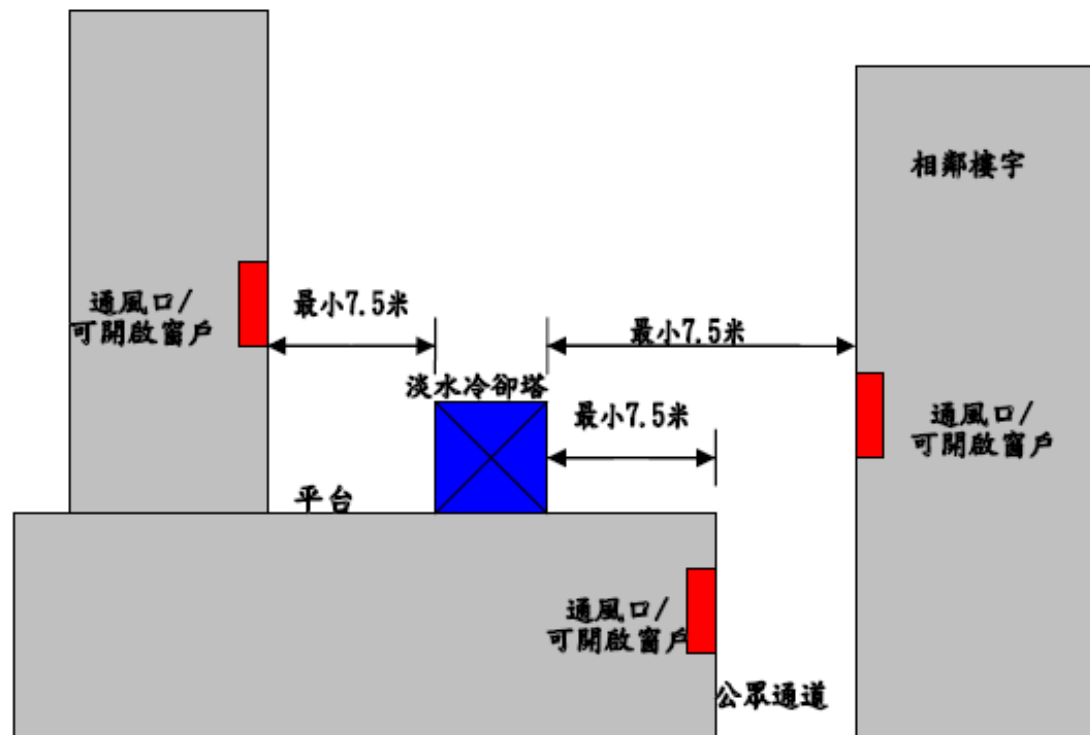 相鄰樓宇
通風口/
可開啟窗戶
最小7.5米
最小7.5米
淡水冷卻塔
最小7.5米
通風口/
可開啟窗戶
平台
通風口/
可開啟窗戶
公眾通道